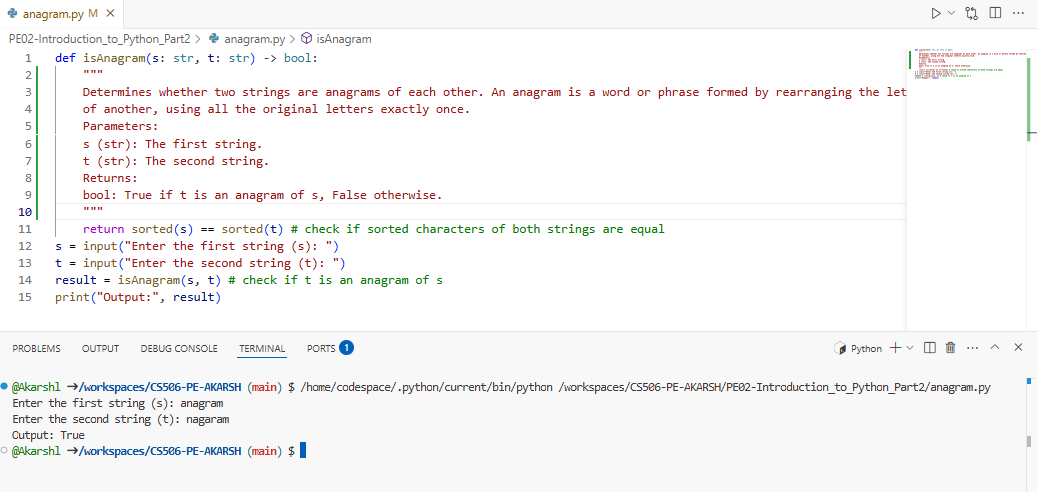 anagram.py M
PE02-Introduction_to_Python_Part2 > anagram.py > isAnagram
1 def isAnagram(s: str, t: str) -> bool:
2 """
3 Determines whether two strings are anagrams of each other. An anagram is a word or phrase formed by rearranging the let
4 of another, using all the original letters exactly once.
5 Parameters:
6 s (str): The first string.
7 t (str): The second string.
8 Returns:
9 bool: True if t is an anagram of s, False otherwise.
10 """
11 return sorted(s) == sorted(t) # check if sorted characters of both strings are equal
12 s = input("Enter the first string (s): ")
13 t = input("Enter the second string (t): ")
14 result = isAnagram(s, t) # check if t is an anagram of s
15 print("Output:", result)
PROBLEMS OUTPUT DEBUG CONSOLE TERMINAL PORTS 1 Python
@Akarshl ➜/workspaces/CS506-PE-AKARSH (main) $ /home/codespace/.python/current/bin/python /workspaces/CS506-PE-AKARSH/PE02-Introduction_to_Python_Part2/anagram.py
Enter the first string (s): anagram
Enter the second string (t): nagaram
Output: True
@Akarshl ➜/workspaces/CS506-PE-AKARSH (main) $